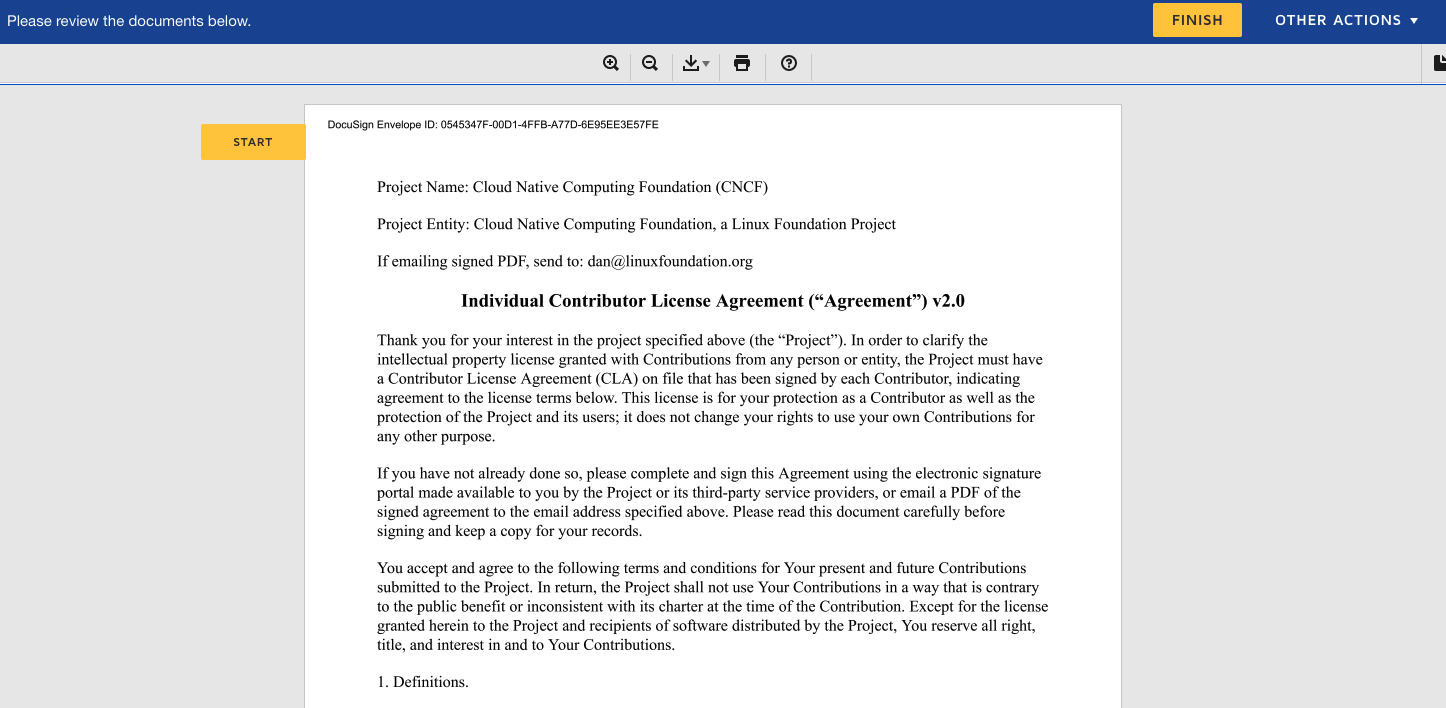 Please review the documents below.
FINISH
OTHER ACTIONS
START
DocuSign Envelope ID: 0545347F-00D1-4FFB-A77D-6E95EE3E57FE
Project Name: Cloud Native Computing Foundation (CNCF)
Project Entity: Cloud Native Computing Foundation, a Linux Foundation Project
If emailing signed PDF, send to: dan@linuxfoundation.org
Individual Contributor License Agreement (“Agreement”) v2.0
Thank you for your interest in the project specified above (the “Project”). In order to clarify the
intellectual property license granted with Contributions from any person or entity, the Project must have
a Contributor License Agreement (CLA) on file that has been signed by each Contributor, indicating
agreement to the license terms below. This license is for your protection as a Contributor as well as the
protection of the Project and its users; it does not change your rights to use your own Contributions for
any other purpose.
If you have not already done so, please complete and sign this Agreement using the electronic signature
portal made available to you by the Project or its third-party service providers, or email a PDF of the
signed agreement to the email address specified above. Please read this document carefully before
signing and keep a copy for your records.
You accept and agree to the following terms and conditions for Your present and future Contributions
submitted to the Project. In return, the Project shall not use Your Contributions in a way that is contrary
to the public benefit or inconsistent with its charter at the time of the Contribution. Except for the license
granted herein to the Project and recipients of software distributed by the Project, You reserve all right,
title, and interest in and to Your Contributions.
1. Definitions.